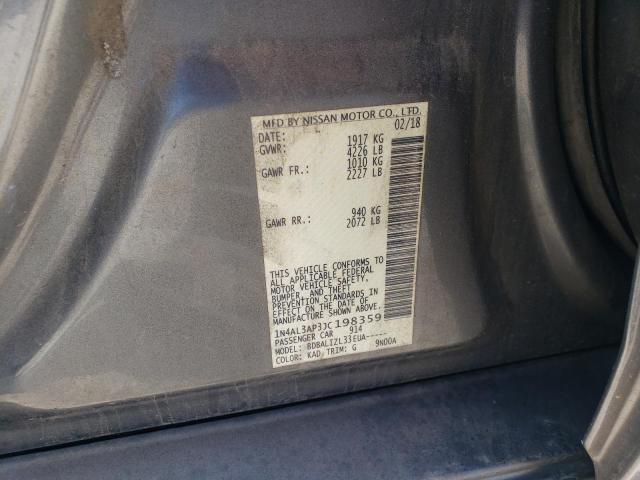 MFD BY NISSAN MOTOR CO., LTD.
DATE: 02/18
GVWR: 1917 KG
4226 LB
GAWR FR.: 1010 KG
2227 LB
GAWR RR.: 940 KG
2072 LB
THIS VEHICLE CONFORMS TO
ALL APPLICABLE FEDERAL
MOTOR VEHICLE SAFETY,
BUMPER, AND THEFT
PREVENTION STANDARDS IN
EFFECT ON THE DATE OF
MANUFACTURE SHOWN ABOVE.
1N4AL3AP3JC198359
PASSENGER CAR 914
MODEL: BDBALIZL33EUA-----
COLOR: KAD TRIM: G 9N00A